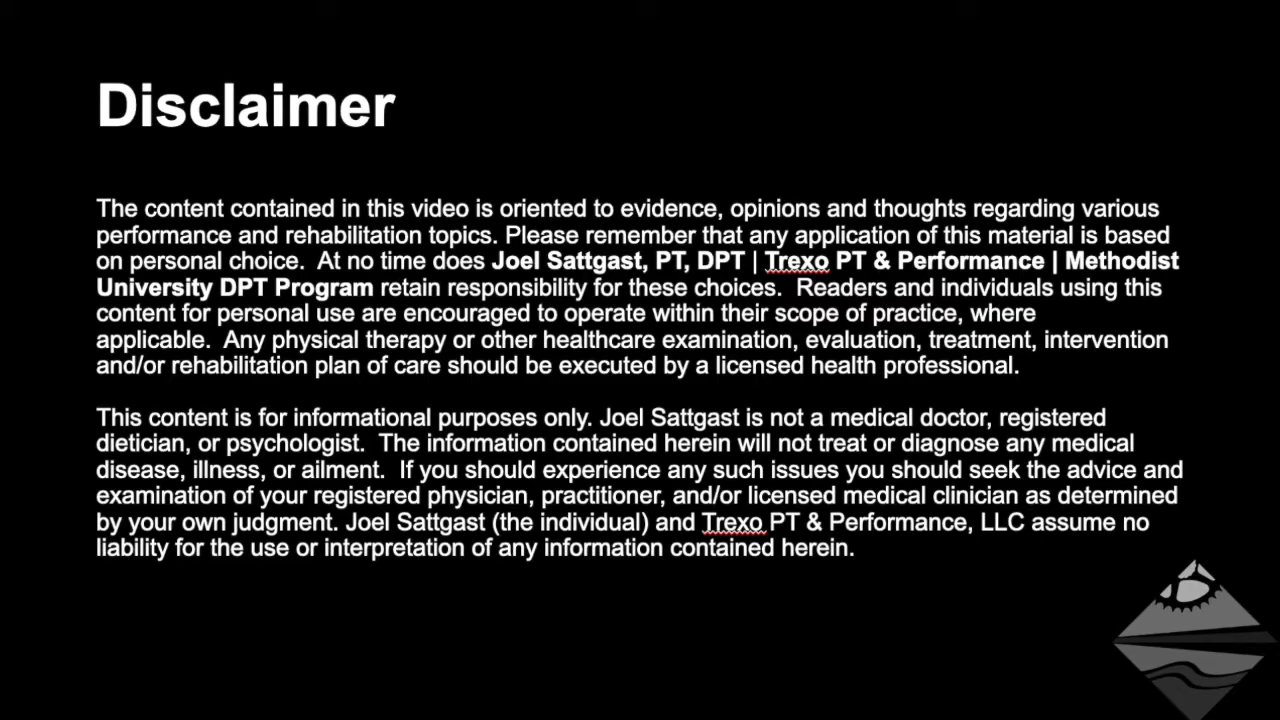 Disclaimer
The content contained in this video is oriented to evidence, opinions and thoughts regarding various
performance and rehabilitation topics. Please remember that any application of this material is based
on personal choice.  At no time does Joel Sattgast, PT, DPT | Trexo PT & Performance | Methodist
University DPT Program retain responsibility for these choices.  Readers and individuals using this
content for personal use are encouraged to operate within their scope of practice, where
applicable.  Any physical therapy or other healthcare examination, evaluation, treatment, intervention
and/or rehabilitation plan of care should be executed by a licensed health professional.
This content is for informational purposes only. Joel Sattgast is not a medical doctor, registered
dietician, or psychologist.  The information contained herein will not treat or diagnose any medical
disease, illness, or ailment.  If you should experience any such issues you should seek the advice and
examination of your registered physician, practitioner, and/or licensed medical clinician as determined
by your own judgment. Joel Sattgast (the individual) and Trexo PT & Performance, LLC assume no
liability for the use or interpretation of any information contained herein.